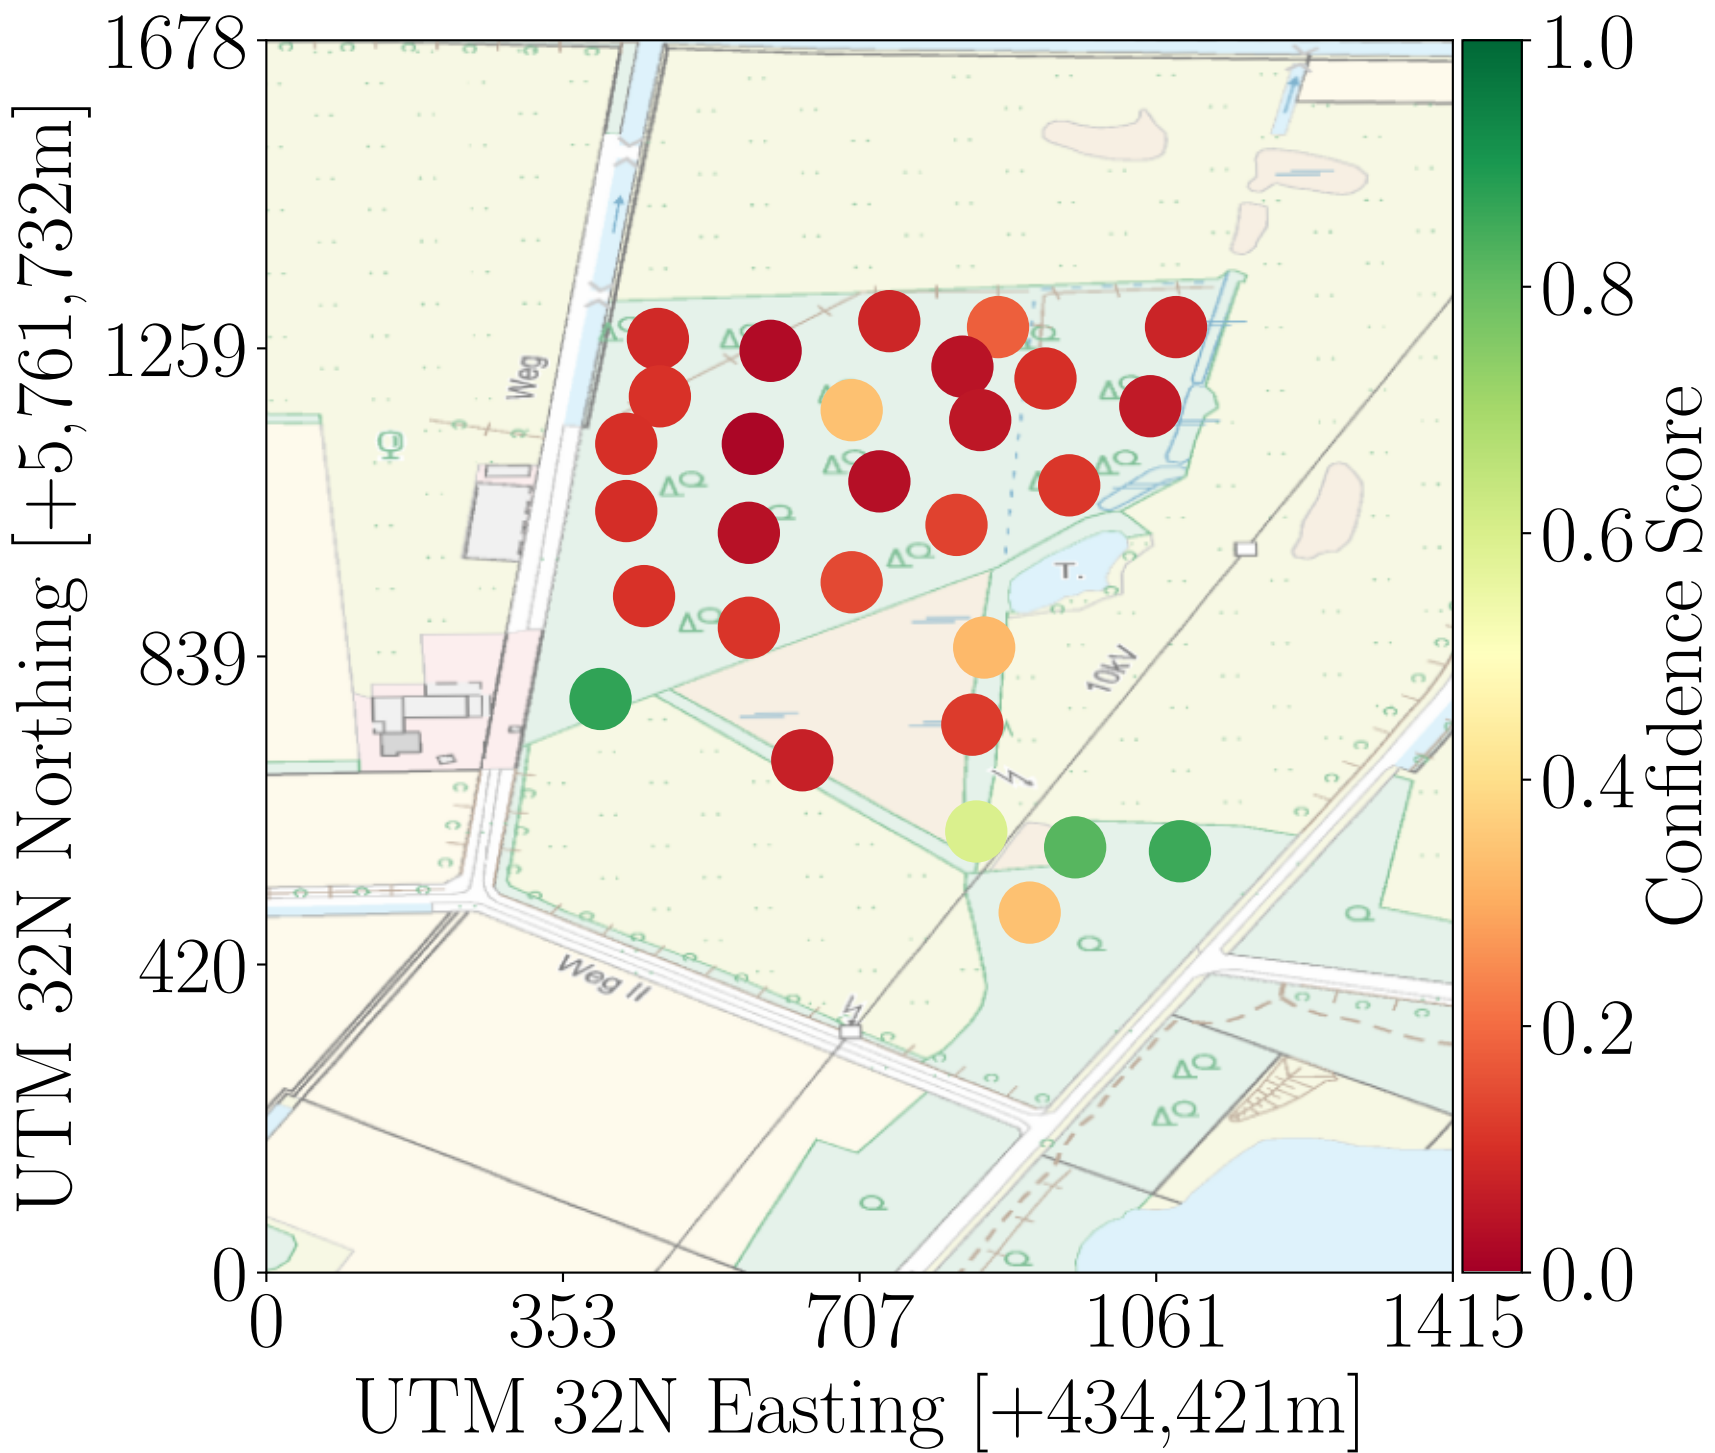 1678
1259
839
420
0
UTM 32N Northing [+5,761,732m]
Weg
T.
10kV
Weg II
0
353
707
1061
1415
UTM 32N Easting [+434,421m]
1.0
0.8
0.6
0.4
0.2
0.0
Confidence Score